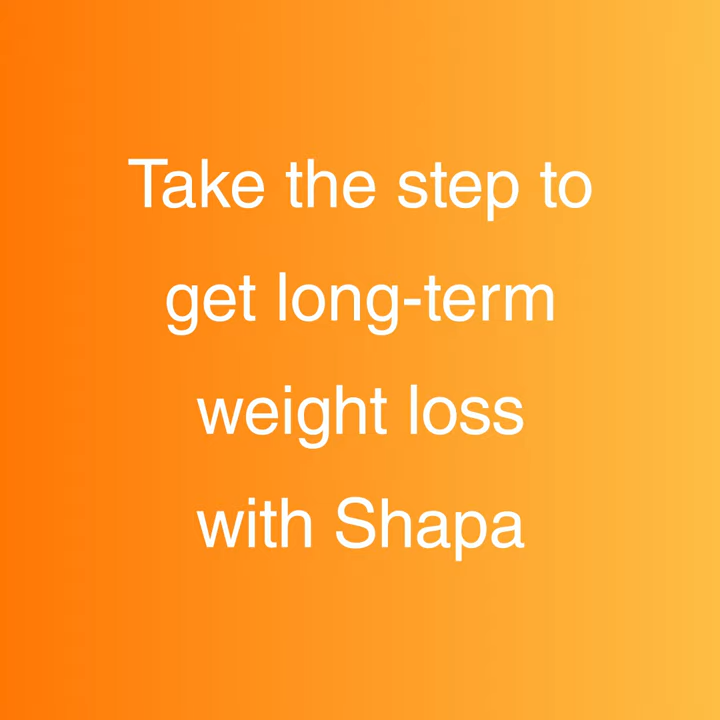 Take the step to
get long-term
weight loss
with Shapa